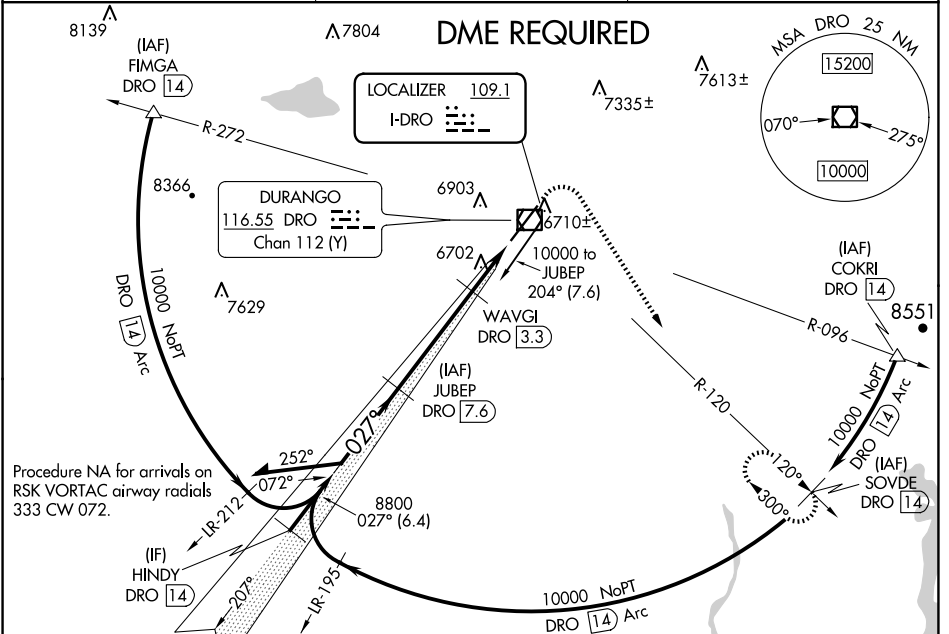 DME REQUIRED
8139
7804
(IAF)
FIMGA
DRO 14
R-272
LOCALIZER 109.1
I-DRO
7335±
7613±
MSA DRO 25 NM
15200
070°
275°
10000
8366
DURANGO
116.55 DRO
Chan 112 (Y)
6903
6710±
6702
10000 to
JUBEP
204° (7.6)
7629
10000 NoPT
DRO 14 Arc
WAVGI
DRO 3.3
(IAF)
COKRI
DRO 14
8551
R-096
(IAF)
JUBEP
DRO 7.6
R-120
10000 NoPT
DRO 14 Arc
027°
252°
072°
Procedure NA for arrivals on
RSK VORTAC airway radials
333 CW 072.
LR-212
8800
027° (6.4)
120°
300°
(IAF)
SOVDE
DRO 14
(IF)
HINDY
DRO 14
207°
LR-195
10000 NoPT
DRO 14 Arc